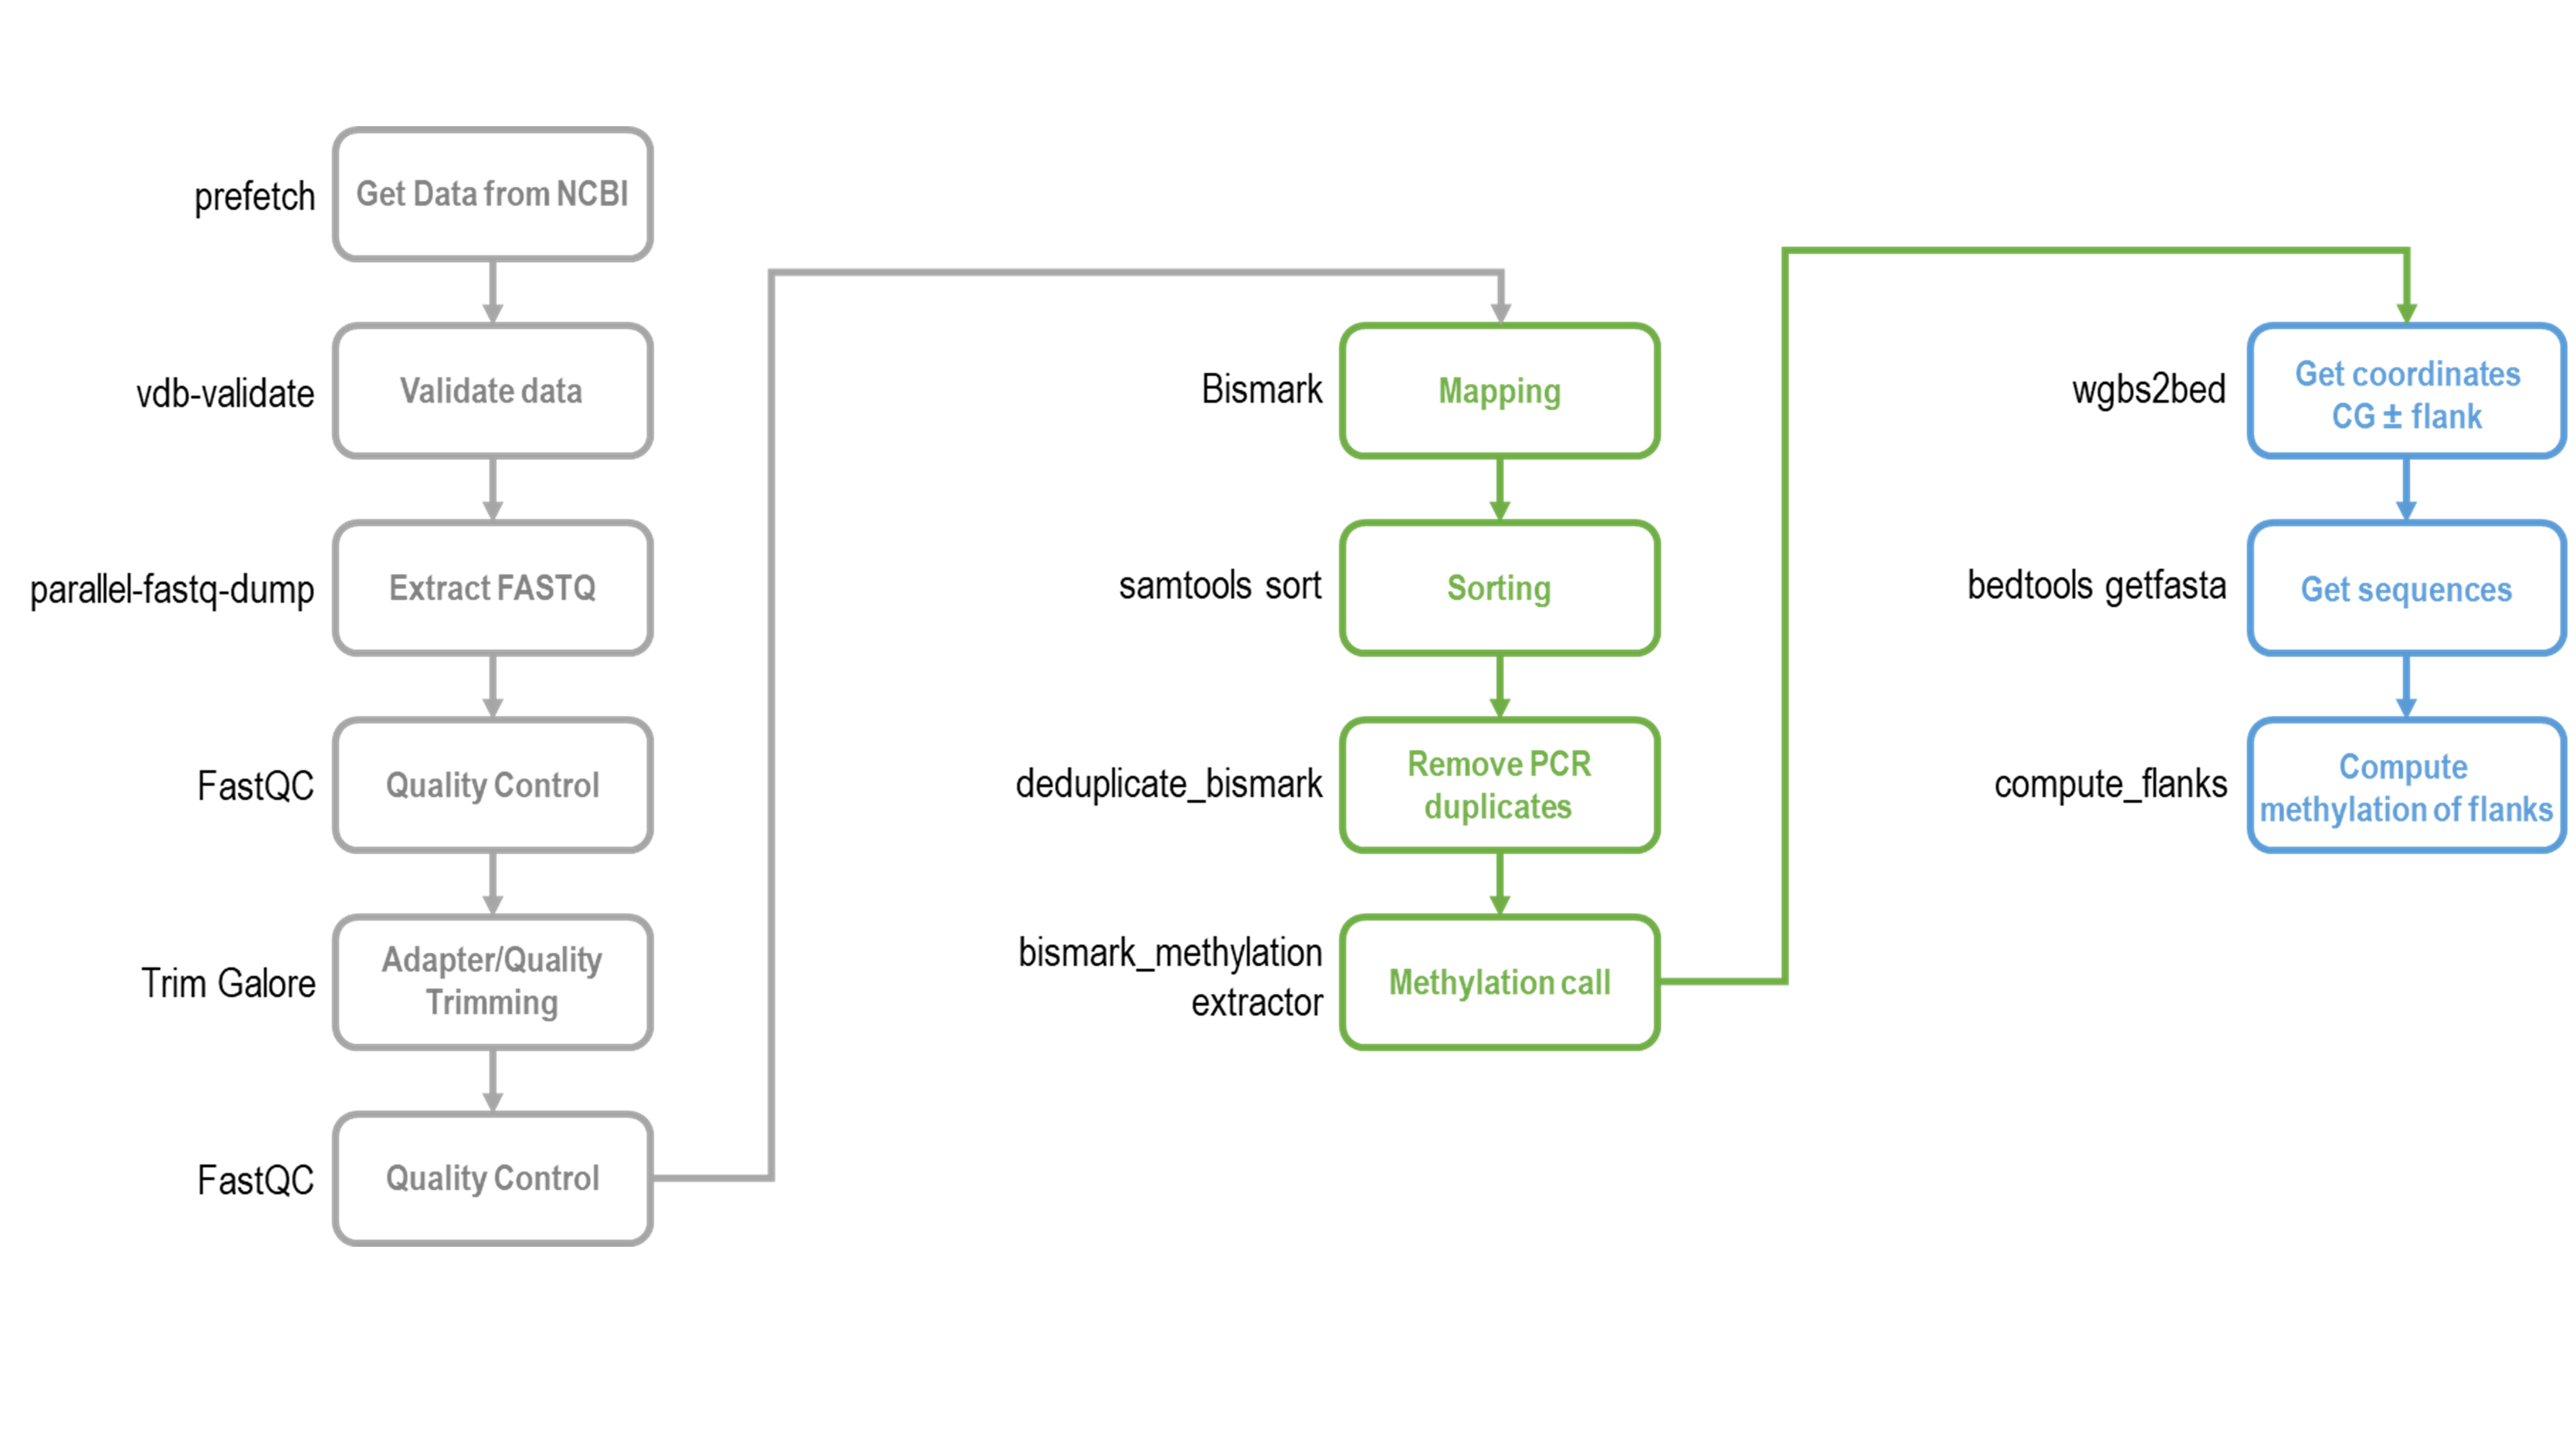 prefetch
Get Data from NCBI
vdb-validate
Validate data
parallel-fastq-dump
Extract FASTQ
FastQC
Quality Control
Trim Galore
Adapter/Quality
Trimming
FastQC
Quality Control
Bismark
Mapping
samtools sort
Sorting
deduplicate_bismark
Remove PCR
duplicates
bismark_methylation
extractor
Methylation call
wgbs2bed
Get coordinates
CG ± flank
bedtools getfasta
Get sequences
compute_flanks
Compute
methylation of flanks